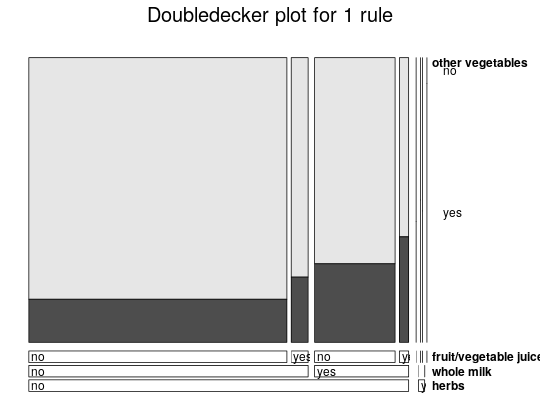 Doubledecker plot for 1 rule
other vegetables
no
yes
no yes no ye fruit/vegetable juice
no yes whole milk
no y herbs